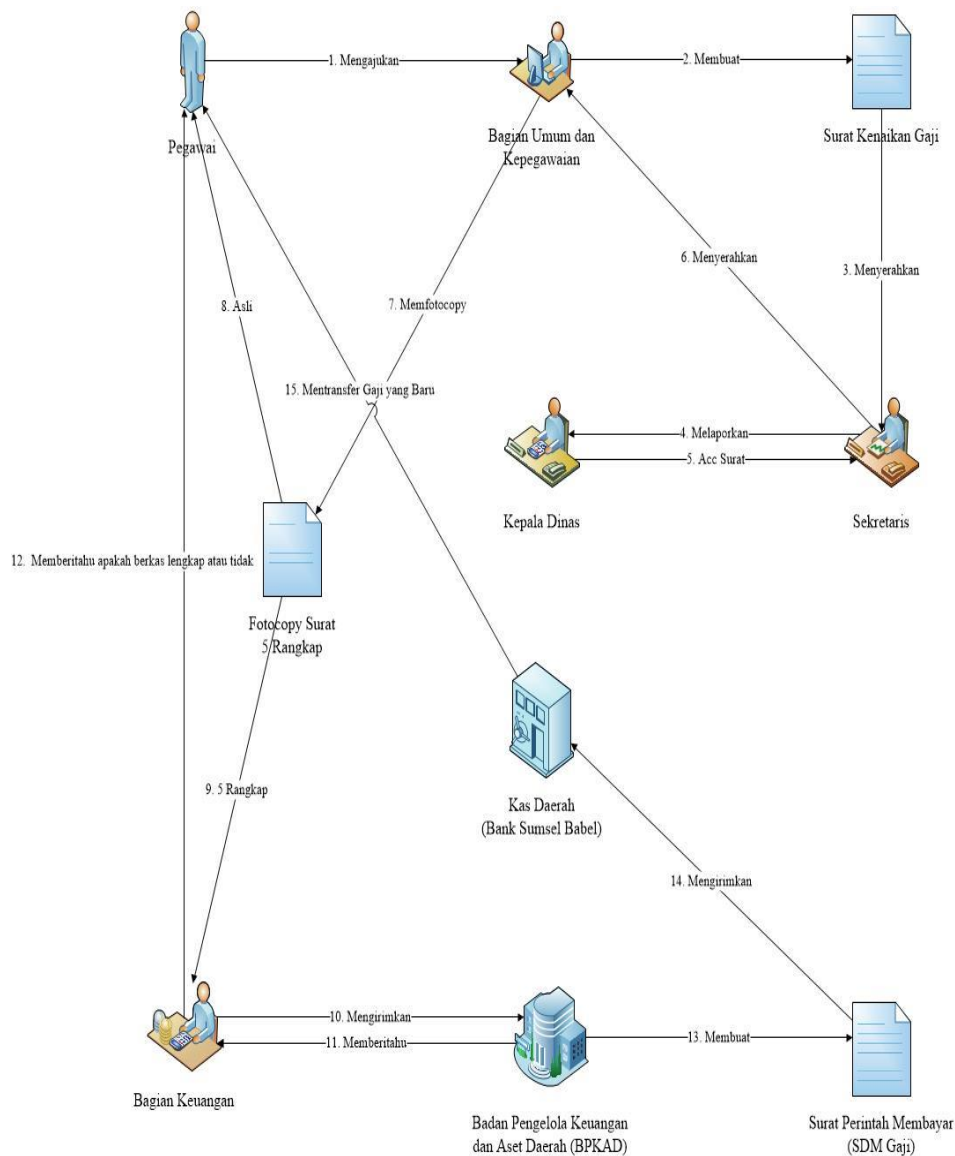 1. Mengajukan
2. Membuat
Pegawai
Bagian Umum dan
Kepegawaian
Surat Kenaikan Gaji
6. Menyerahkan
3. Menyerahkan
8. Asli
7. Memfotocopy
15. Mentransfer Gaji yang Baru
4. Melaporkan
5. Acc Surat
Kepala Dinas
Sekretaris
12. Memberitahu apakah berkas lengkap atau tidak
Fotocopy Surat
5 Rangkap
9. 5 Rangkap
Kas Daerah
(Bank Sumsel Babel)
14. Mengirimkan
10. Mengirimkan
11. Memberitahu
13. Membuat
Bagian Keuangan
Badan Pengelola Keuangan
dan Aset Daerah (BPKAD)
Surat Perintah Membayar
(SDM Gaji)